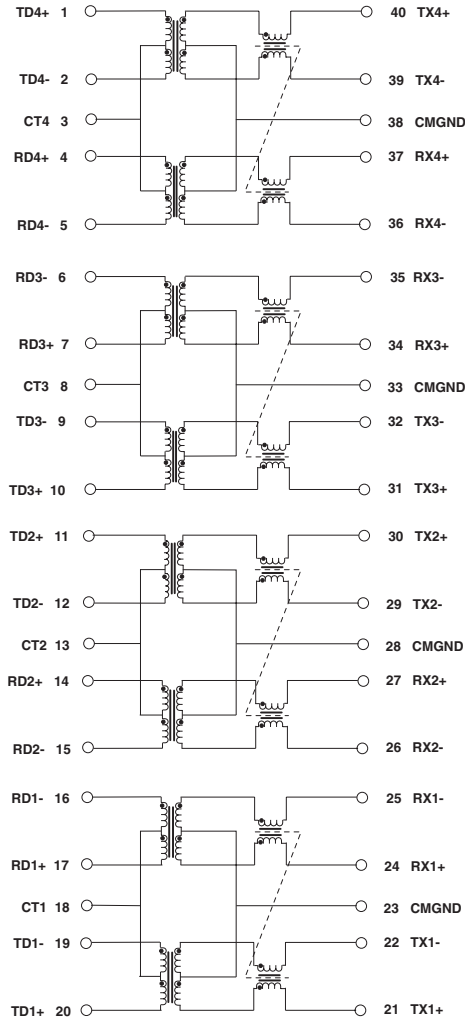 TD4+ 1 40 TX4+
TD4- 2 39 TX4-
CT4 3 38 CMGND
RD4+ 4 37 RX4+
RD4- 5 36 RX4-
RD3- 6 35 RX3-
RD3+ 7 34 RX3+
CT3 8 33 CMGND
TD3- 9 32 TX3-
TD3+ 10 31 TX3+
TD2+ 11 30 TX2+
TD2- 12 29 TX2-
CT2 13 28 CMGND
RD2+ 14 27 RX2+
RD2- 15 26 RX2-
RD1- 16 25 RX1-
RD1+ 17 24 RX1+
CT1 18 23 CMGND
TD1- 19 22 TX1-
TD1+ 20 21 TX1+